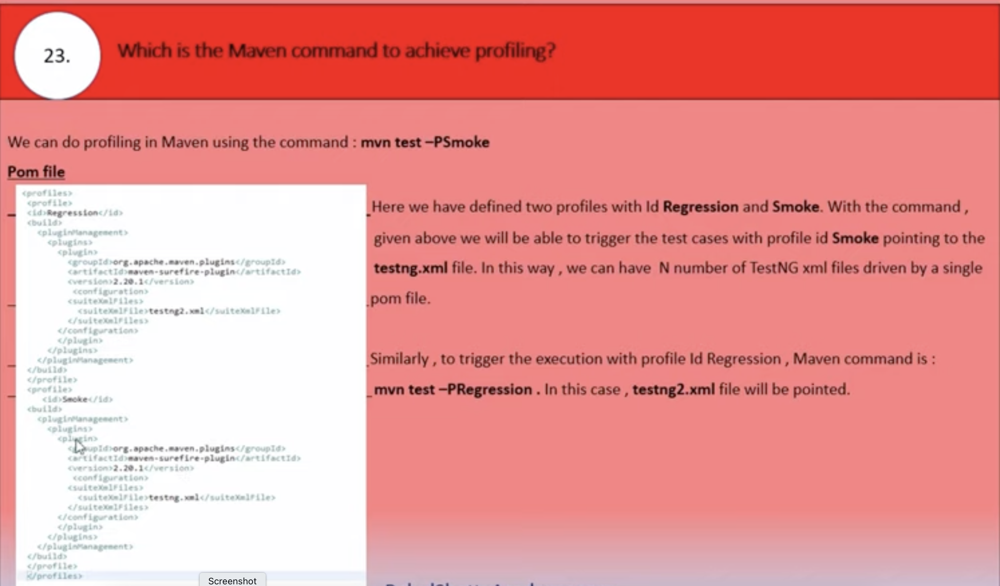 23.
Which is the Maven command to achieve profiling?
We can do profiling in Maven using the command : mvn test –PSmoke
Pom file
<profiles>
<profile>
<id>Regression</id>
<build>
<pluginManagement>
<plugins>
<plugin>
<groupId>org.apache.maven.plugins</groupId>
<artifactId>maven-surefire-plugin</artifactId>
<version>2.20.1</version>
<configuration>
<suiteXmlFiles>
<suiteXmlFile>testng2.xml</suiteXmlFile>
</suiteXmlFiles>
</configuration>
</plugin>
</plugins>
</pluginManagement>
</build>
</profile>
<profile>
<id>Smoke</id>
<build>
<pluginManagement>
<plugins>
<plugin>
<groupId>org.apache.maven.plugins</groupId>
<artifactId>maven-surefire-plugin</artifactId>
<version>2.20.1</version>
<configuration>
<suiteXmlFiles>
<suiteXmlFile>testng.xml</suiteXmlFile>
</suiteXmlFiles>
</configuration>
</plugin>
</plugins>
</pluginManagement>
</build>
</profile>
</profiles>
Here we have defined two profiles with Id Regression and Smoke. With the command ,
given above we will be able to trigger the test cases with profile id Smoke pointing to the
testng.xml file. In this way , we can have N number of TestNG xml files driven by a single
pom file.
Similarly , to trigger the execution with profile Id Regression , Maven command is :
mvn test –PRegression . In this case , testng2.xml file will be pointed.
Screenshot